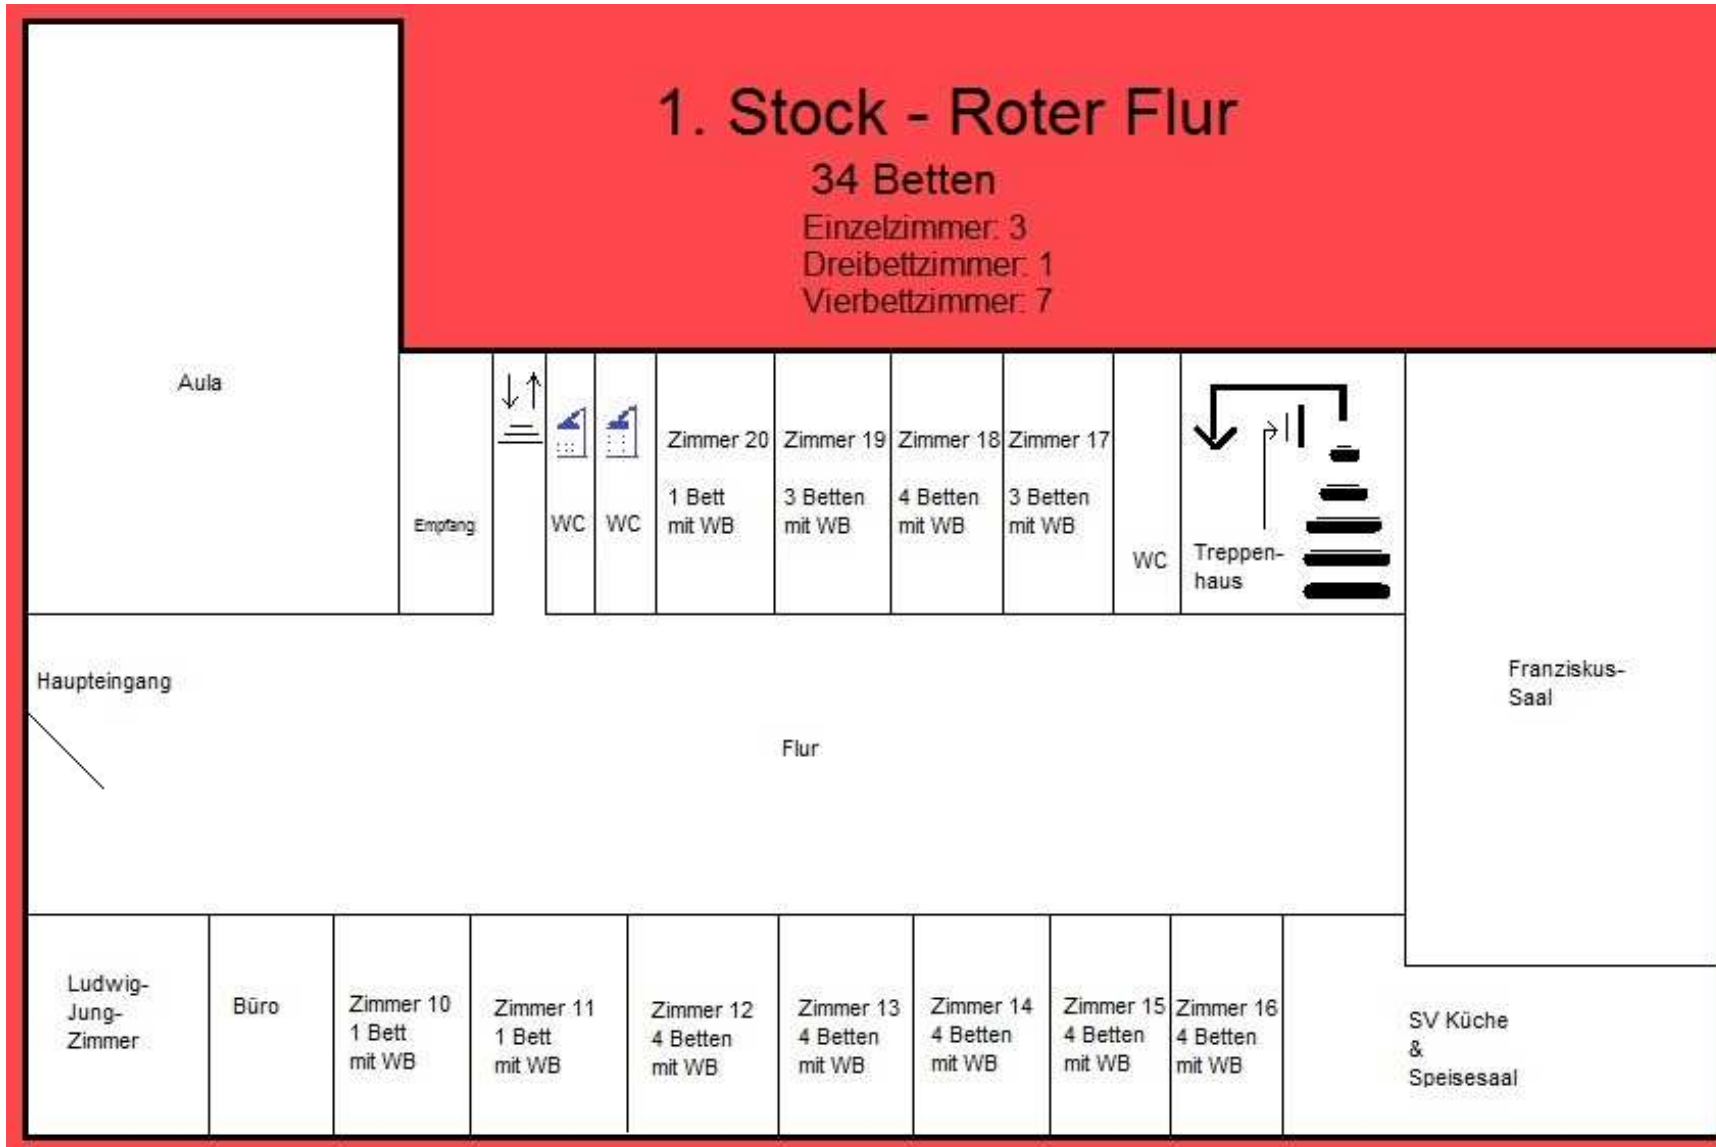 1. Stock - Roter Flur
34 Betten
Einzelzimmer: 3
Dreibettzimmer: 1
Vierbettzimmer: 7
Aula
Empfang
WC
WC
Zimmer 20
1 Bett
mit WB
Zimmer 19
3 Betten
mit WB
Zimmer 18
4 Betten
mit WB
Zimmer 17
3 Betten
mit WB
WC
Treppen-
haus
Franziskus-
Saal
Haupteingang
Flur
Ludwig-
Jung-
Zimmer
Büro
Zimmer 10
1 Bett
mit WB
Zimmer 11
1 Bett
mit WB
Zimmer 12
4 Betten
mit WB
Zimmer 13
4 Betten
mit WB
Zimmer 14
4 Betten
mit WB
Zimmer 15
4 Betten
mit WB
Zimmer 16
4 Betten
mit WB
SV Küche
&
Speisesaal